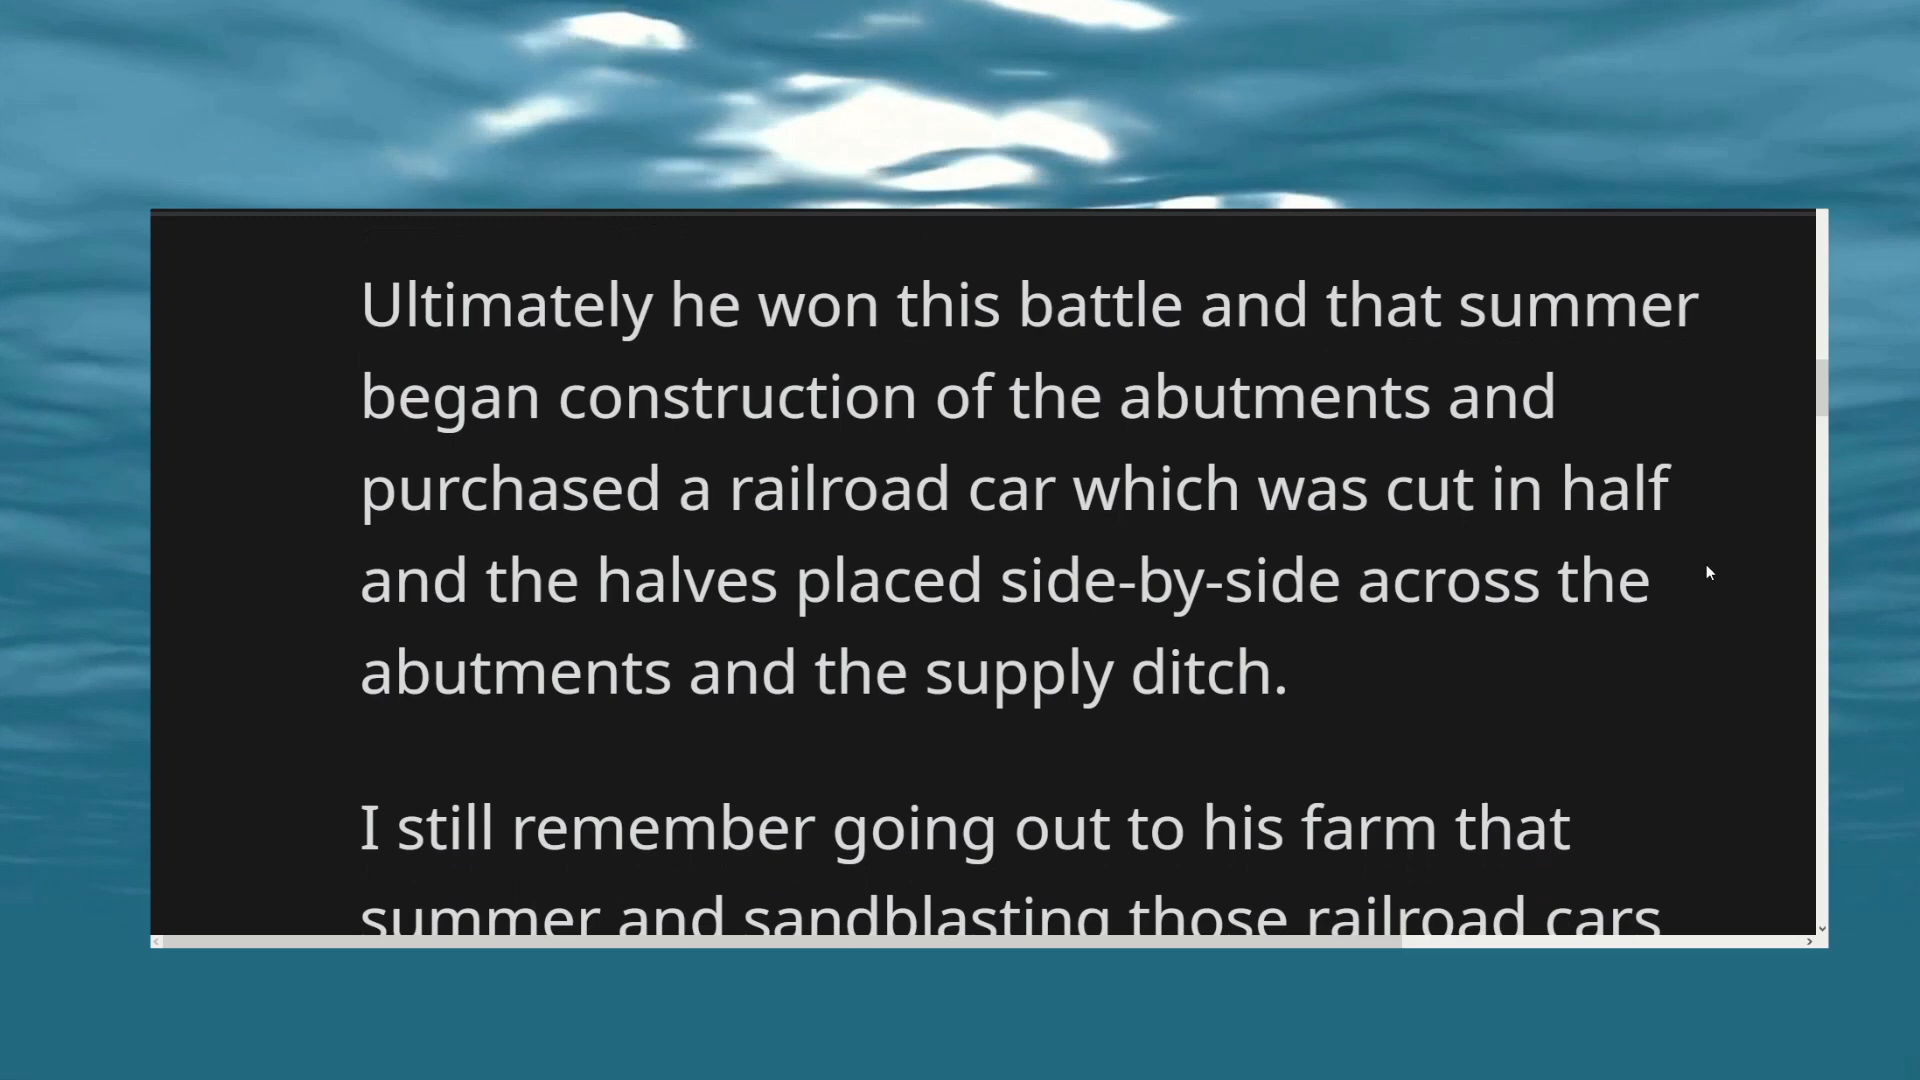 Ultimately he won this battle and that summer
began construction of the abutments and
purchased a railroad car which was cut in half
and the halves placed side-by-side across the
abutments and the supply ditch.
I still remember going out to his farm that
summer and sandblasting those railroad cars